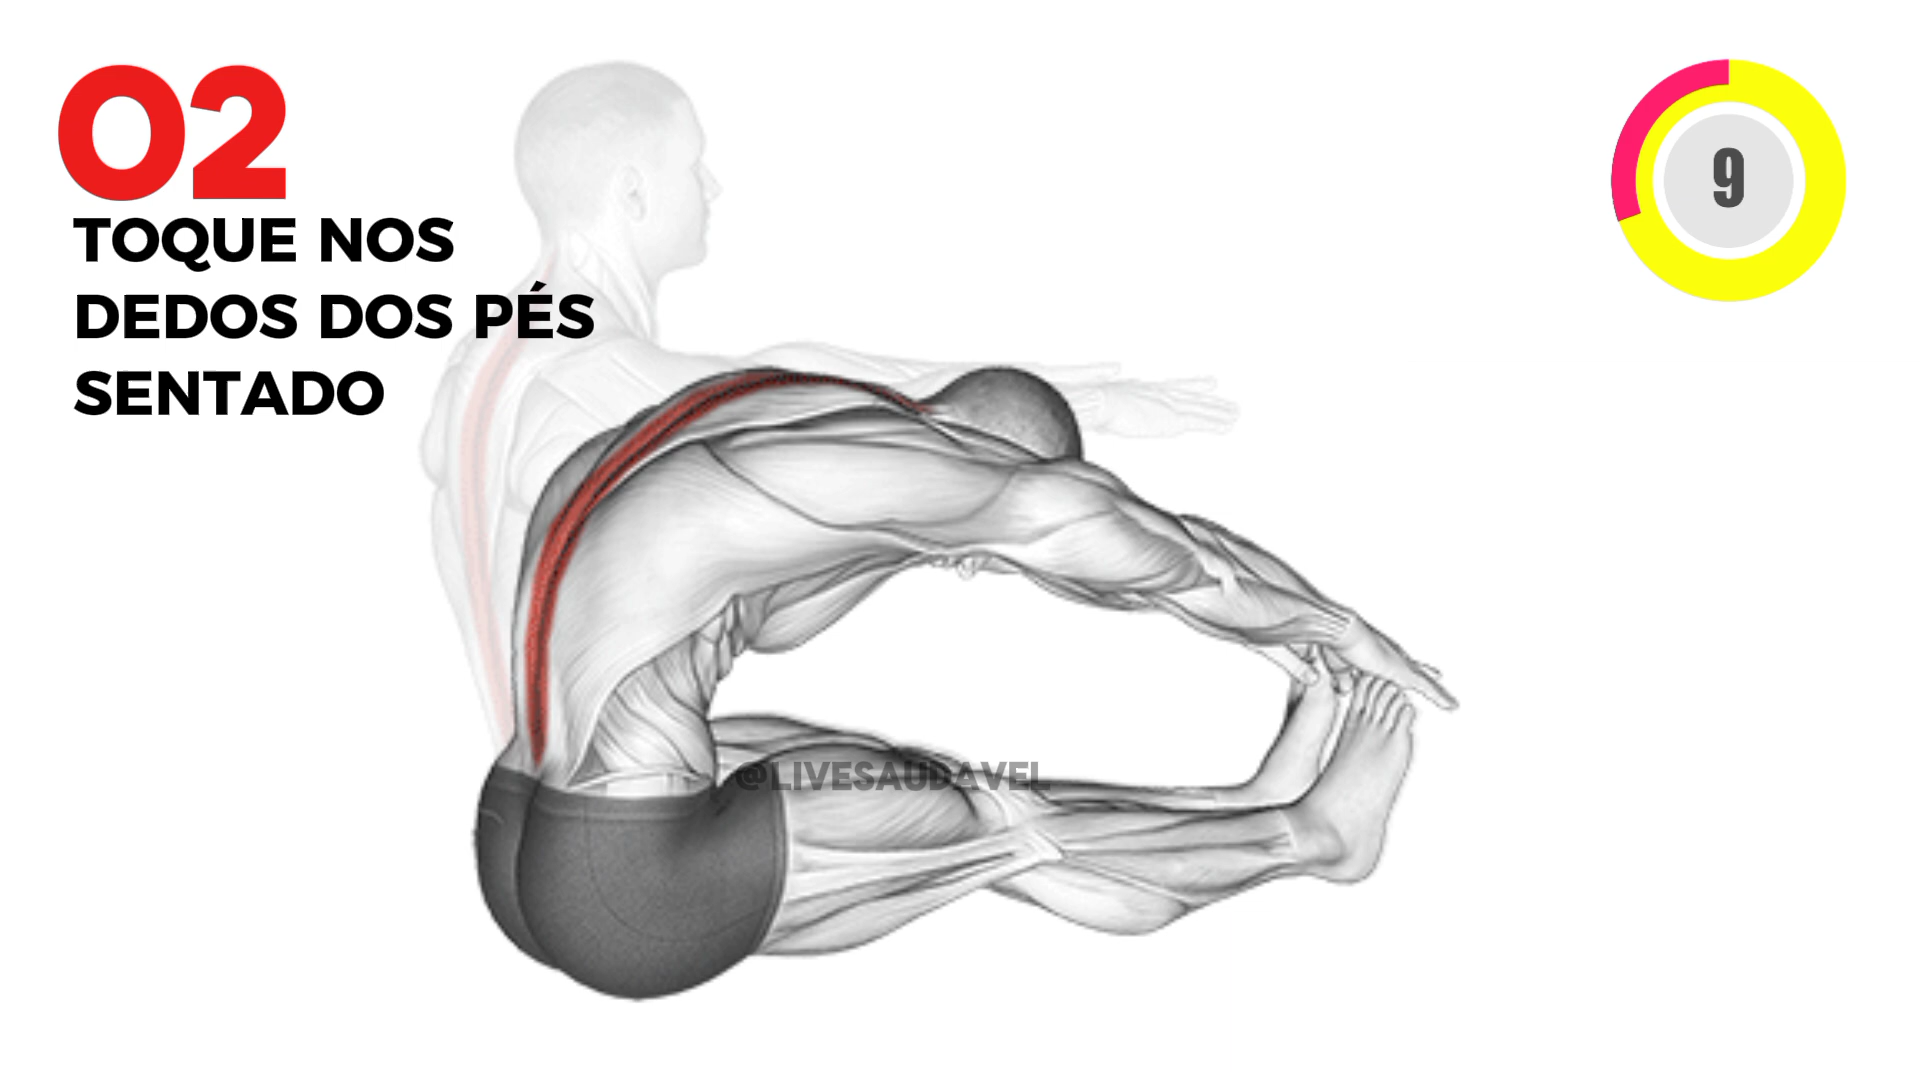 02
TOQUE NOS
DEDOS DOS PÉS
SENTADO
9
@LIVESAUDAVEL